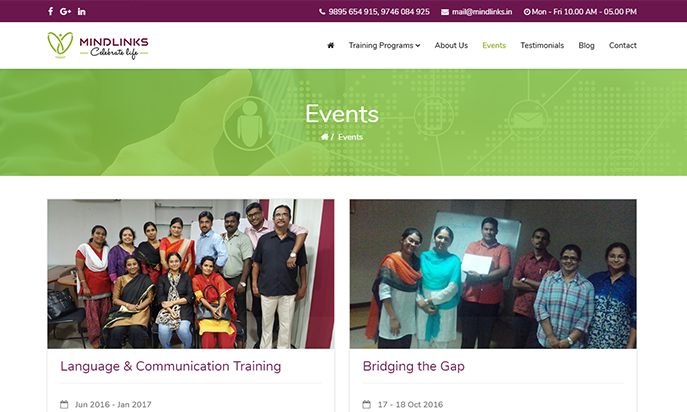 9895 654 915, 9746 084 925 mail@mindlinks.in Mon - Fri 10.00 AM - 05.00 PM
MINDLINKS
Celebrate life
Training Programs About Us Events Testimonials Blog Contact
Events
/ Events
Language & Communication Training
Bridging the Gap
Jun 2016 - Jan 2017
17 - 18 Oct 2016